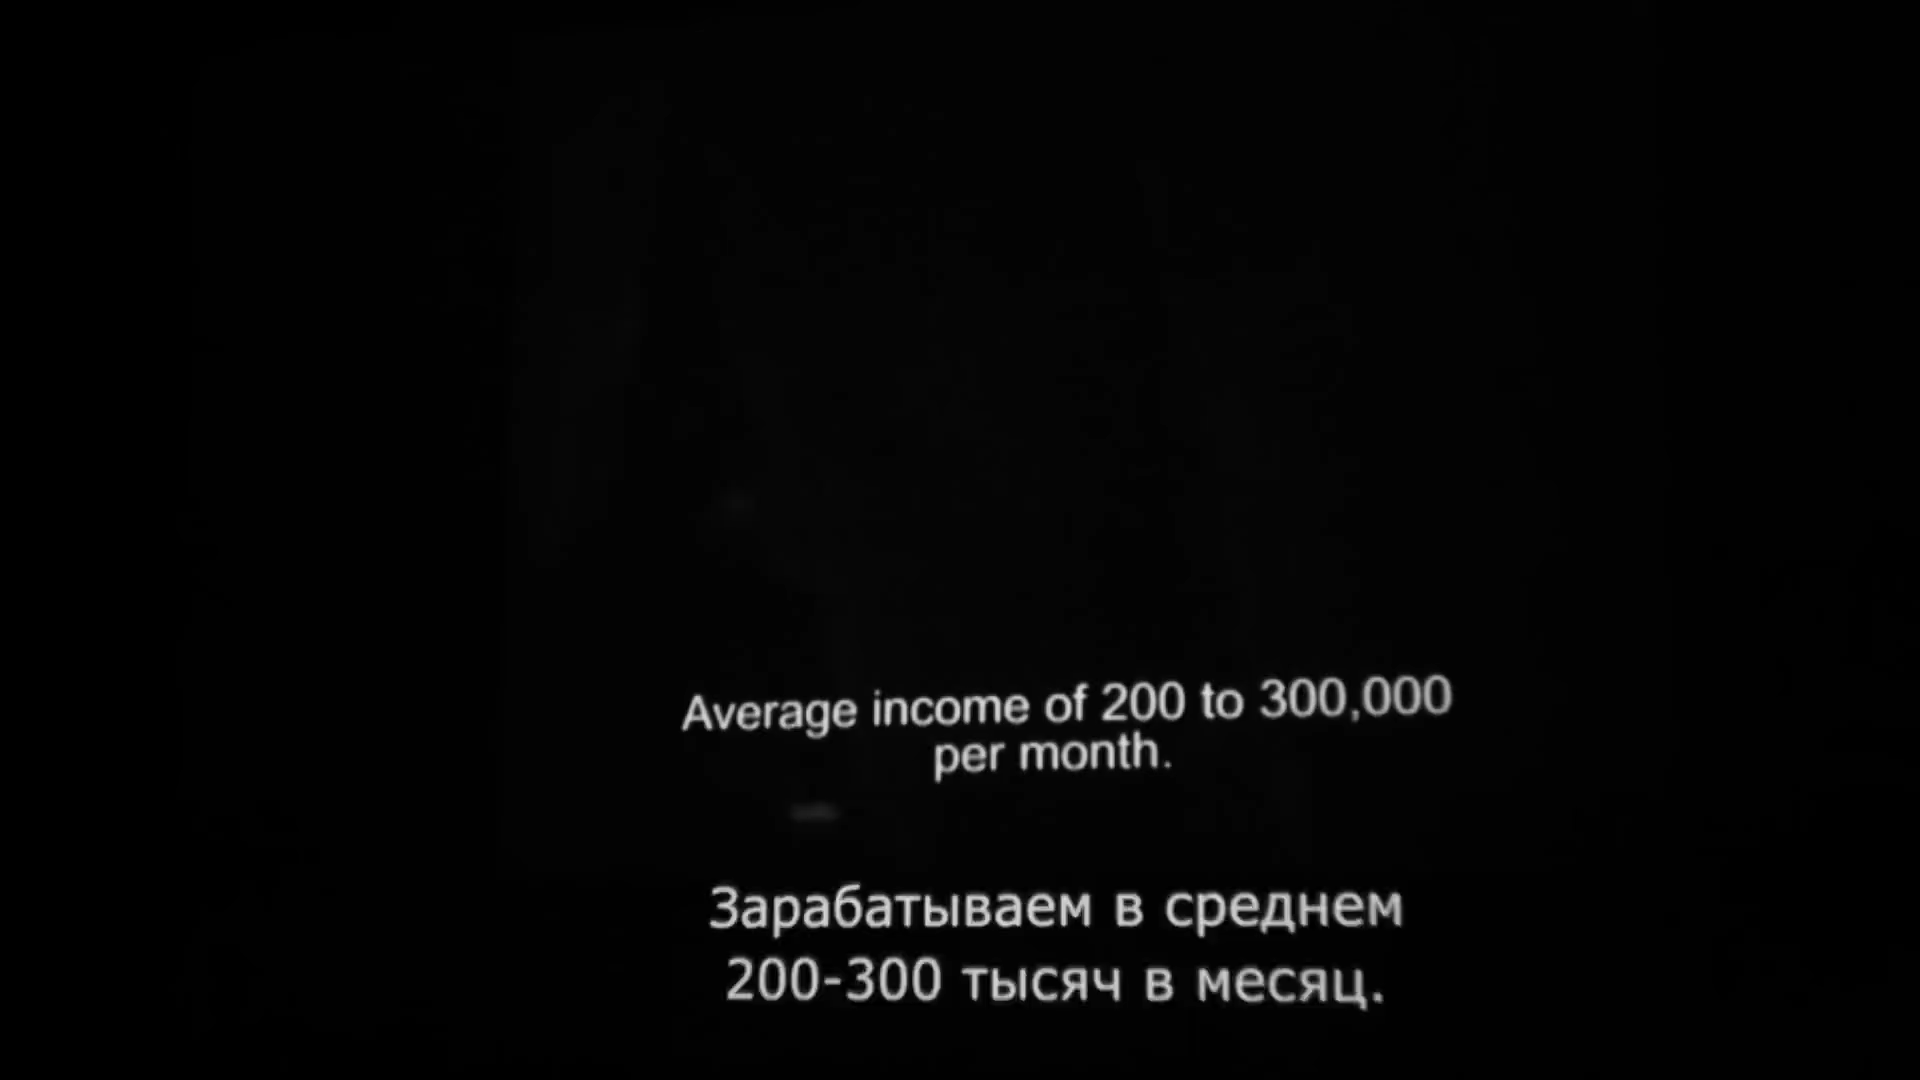 Average income of 200 to 300,000
per month.
Зарабатываем в среднем
200-300 тысяч в месяц.